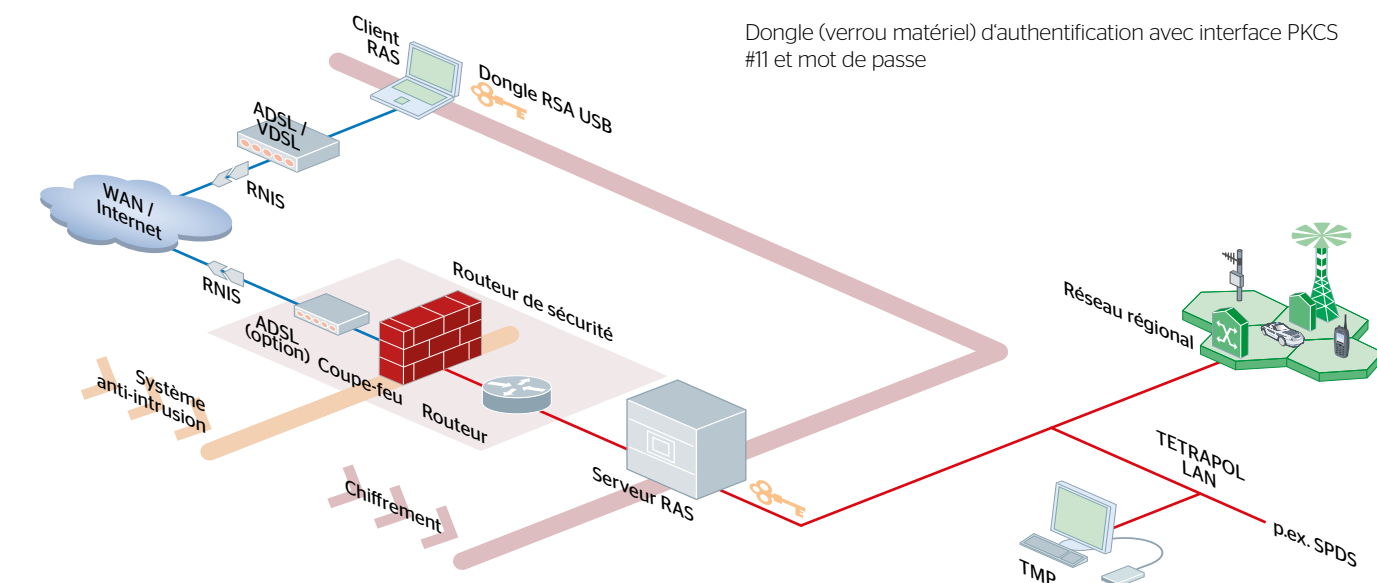 Dongle (verrou matériel) d'authentification avec interface PKCS
#11 et mot de passe
Client
RAS
Dongle RSA USB
ADSL /
VDSL
RNIS
WAN /
Internet
RNIS
Routeur de sécurité
ADSL
(option)
Coupe-feu
Routeur
Système
anti-intrusion
Chiffrement
Serveur RAS
Réseau régional
TETRAPOL
LAN
p.ex. SPDS
TMP